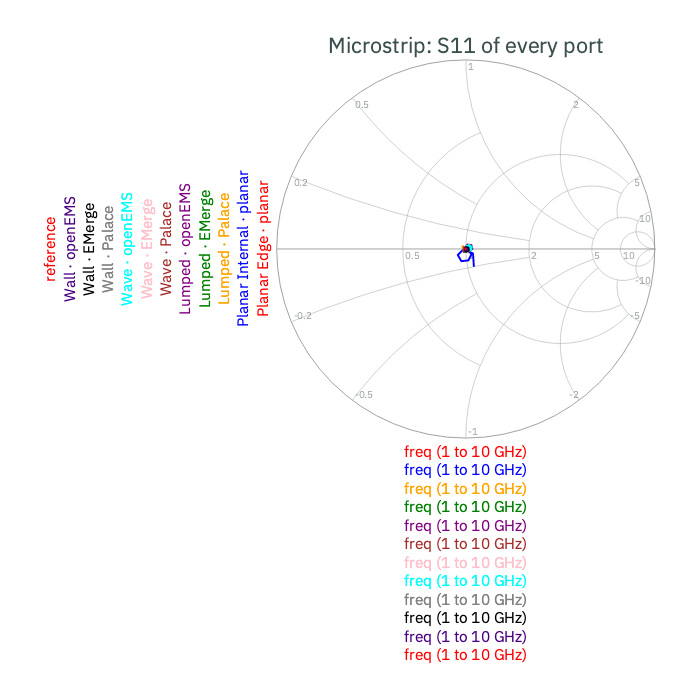 Microstrip: S11 of every port
1
0.5
2
0.2
5
10
0.5
2
5
10
-10
-0.2
-5
-0.5
-2
-1
reference
Wall · openEMS
Wall · EMerge
Wall · Palace
Wave · openEMS
Wave · EMerge
Wave · Palace
Lumped · openEMS
Lumped · EMerge
Lumped · Palace
Planar Internal · planar
Planar Edge · planar
freq (1 to 10 GHz)
freq (1 to 10 GHz)
freq (1 to 10 GHz)
freq (1 to 10 GHz)
freq (1 to 10 GHz)
freq (1 to 10 GHz)
freq (1 to 10 GHz)
freq (1 to 10 GHz)
freq (1 to 10 GHz)
freq (1 to 10 GHz)
freq (1 to 10 GHz)
freq (1 to 10 GHz)